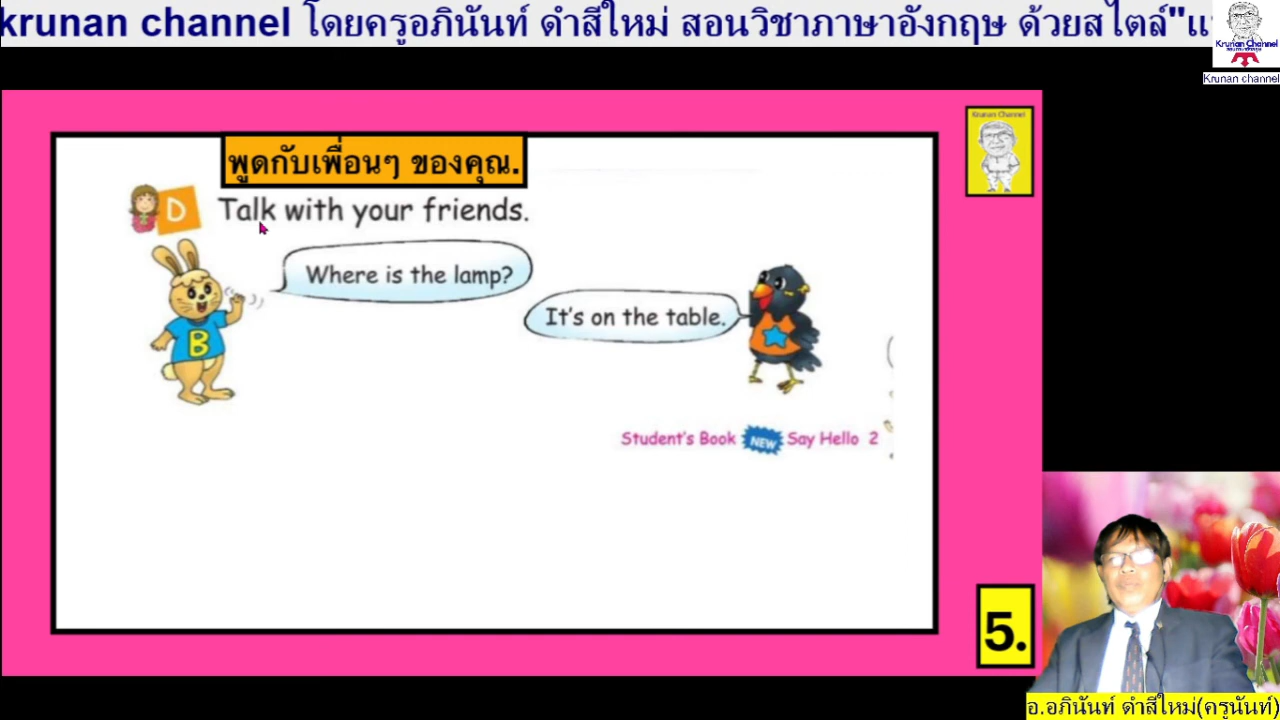 krunan channel โดยครูอภินันท์ ดำสีใหม่ สอนวิชาภาษาอังกฤษ ด้วยสไตล์"แ
Krunan Channel
Krunan channel
Krunan Channel
พูดกับเพื่อนๆ ของคุณ.
D Talk with your friends.
Where is the lamp?
It's on the table.
B
Student's Book NEW Say Hello 2
5.
อ.อภินันท์ ดำสีใหม่(ครูนันท์)